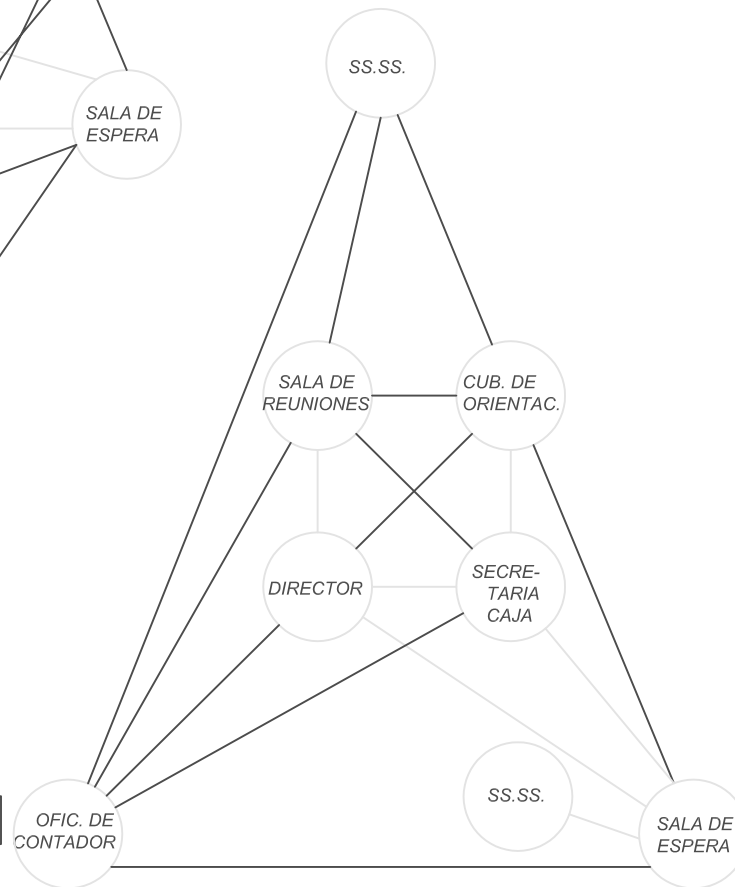 SS.SS.
SALA DE
ESPERA
SALA DE
REUNIONES
CUB. DE
ORIENTAC.
DIRECTOR
SECRE-
TARIA
CAJA
SS.SS.
OFIC. DE
CONTADOR
SALA DE
ESPERA